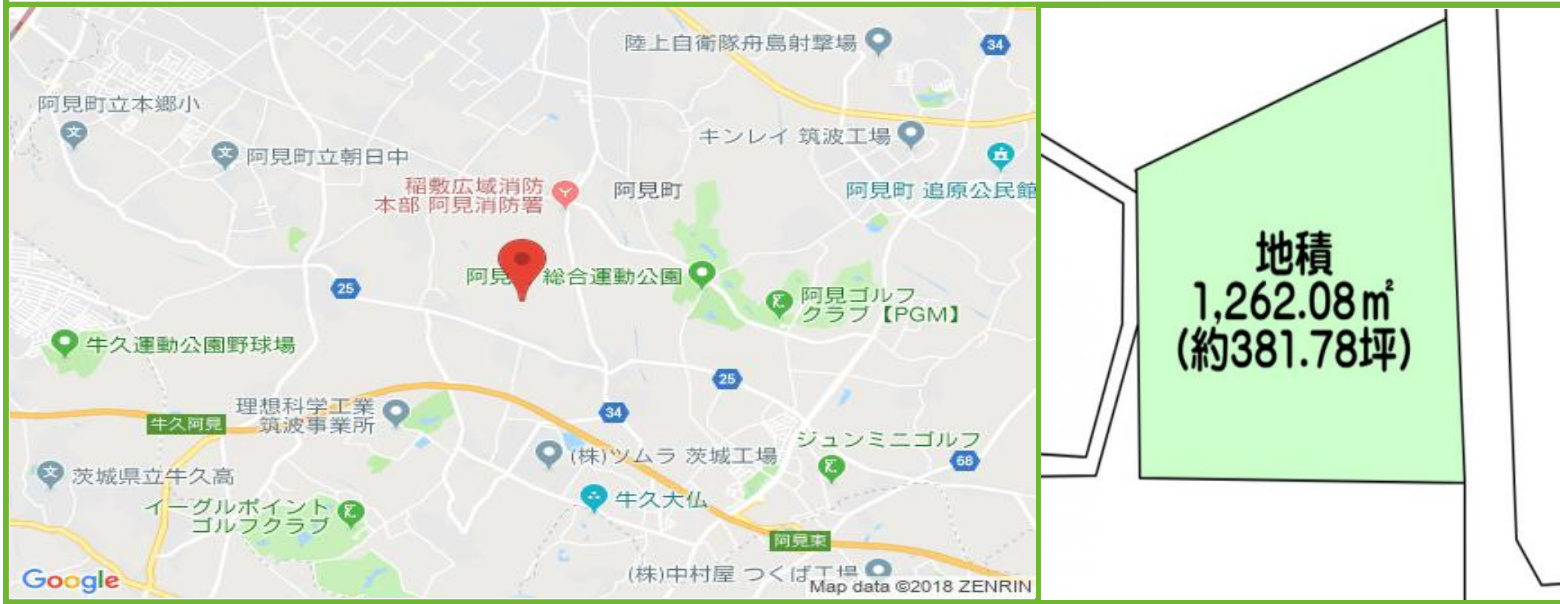 陸上自衛隊舟島射撃場
34
阿見町立本郷小
キンレイ 筑波工場
阿見町立朝日中
稲敷広域消防
本部 阿見消防署
阿見町
阿見町 追原公民館
阿見
総合運動公園
25
阿見ゴルフ
クラブ【PGM】
牛久運動公園野球場
25
理想科学工業
筑波事業所
34
牛久阿見
ジュンミニゴルフ
(株)ツムラ 茨城工場
68
茨城県立牛久高
牛久大仏
イーグルポイント
ゴルフクラブ
阿見東
(株)中村屋 つくば工場
Google
Map data ©2018 ZENRIN
地積
1,262.08㎡
(約381.78坪)